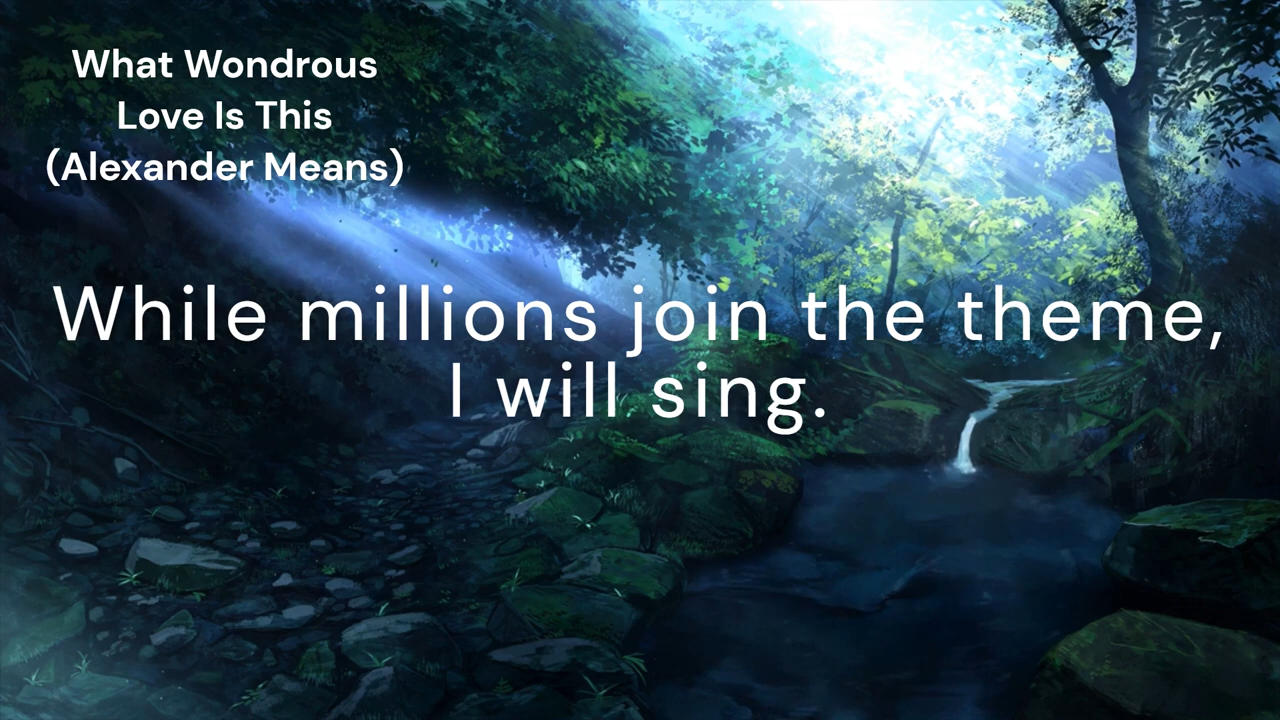 What Wondrous
Love Is This
(Alexander Means)
While millions join the theme,
I will sing.